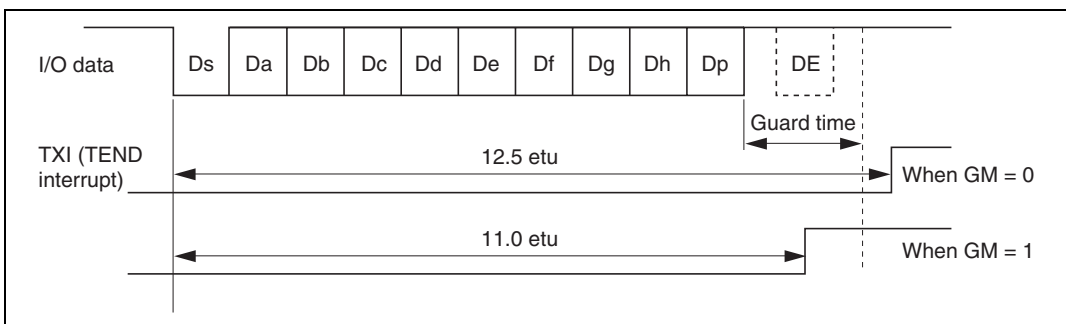 I/O data
Ds Da Db Dc Dd De Df Dg Dh Dp DE
Guard time
TXI (TEND
interrupt)
12.5 etu
When GM = 0
11.0 etu
When GM = 1